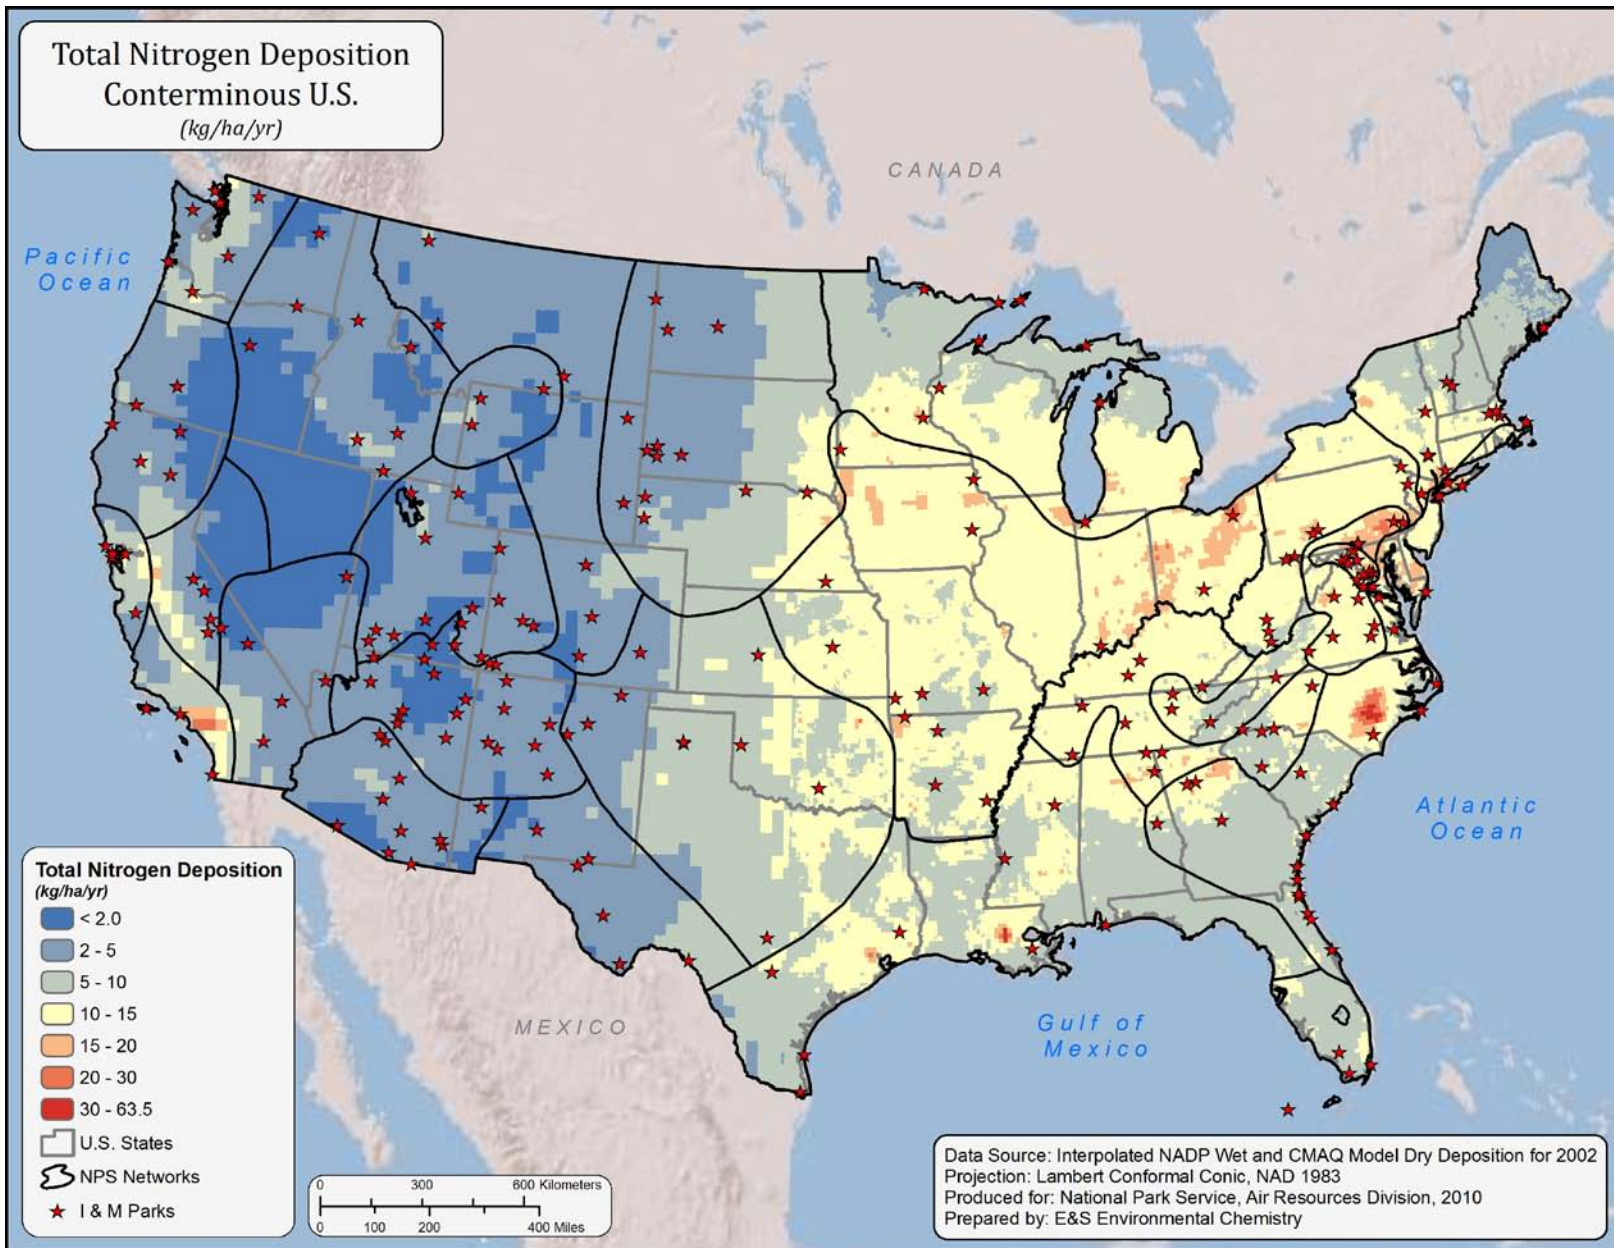 Total Nitrogen Deposition
Conterminous U.S.
(kg/ha/yr)
CANADA
Pacific
Ocean
Atlantic
Ocean
Gulf of
Mexico
MEXICO
Total Nitrogen Deposition
(kg/ha/yr)
< 2.0
2 - 5
5 - 10
10 - 15
15 - 20
20 - 30
30 - 63.5
U.S. States
NPS Networks
I & M Parks
0 300 600 Kilometers
0 100 200 400 Miles
Data Source: Interpolated NADP Wet and CMAQ Model Dry Deposition for 2002
Projection: Lambert Conformal Conic, NAD 1983
Produced for: National Park Service, Air Resources Division, 2010
Prepared by: E&S Environmental Chemistry